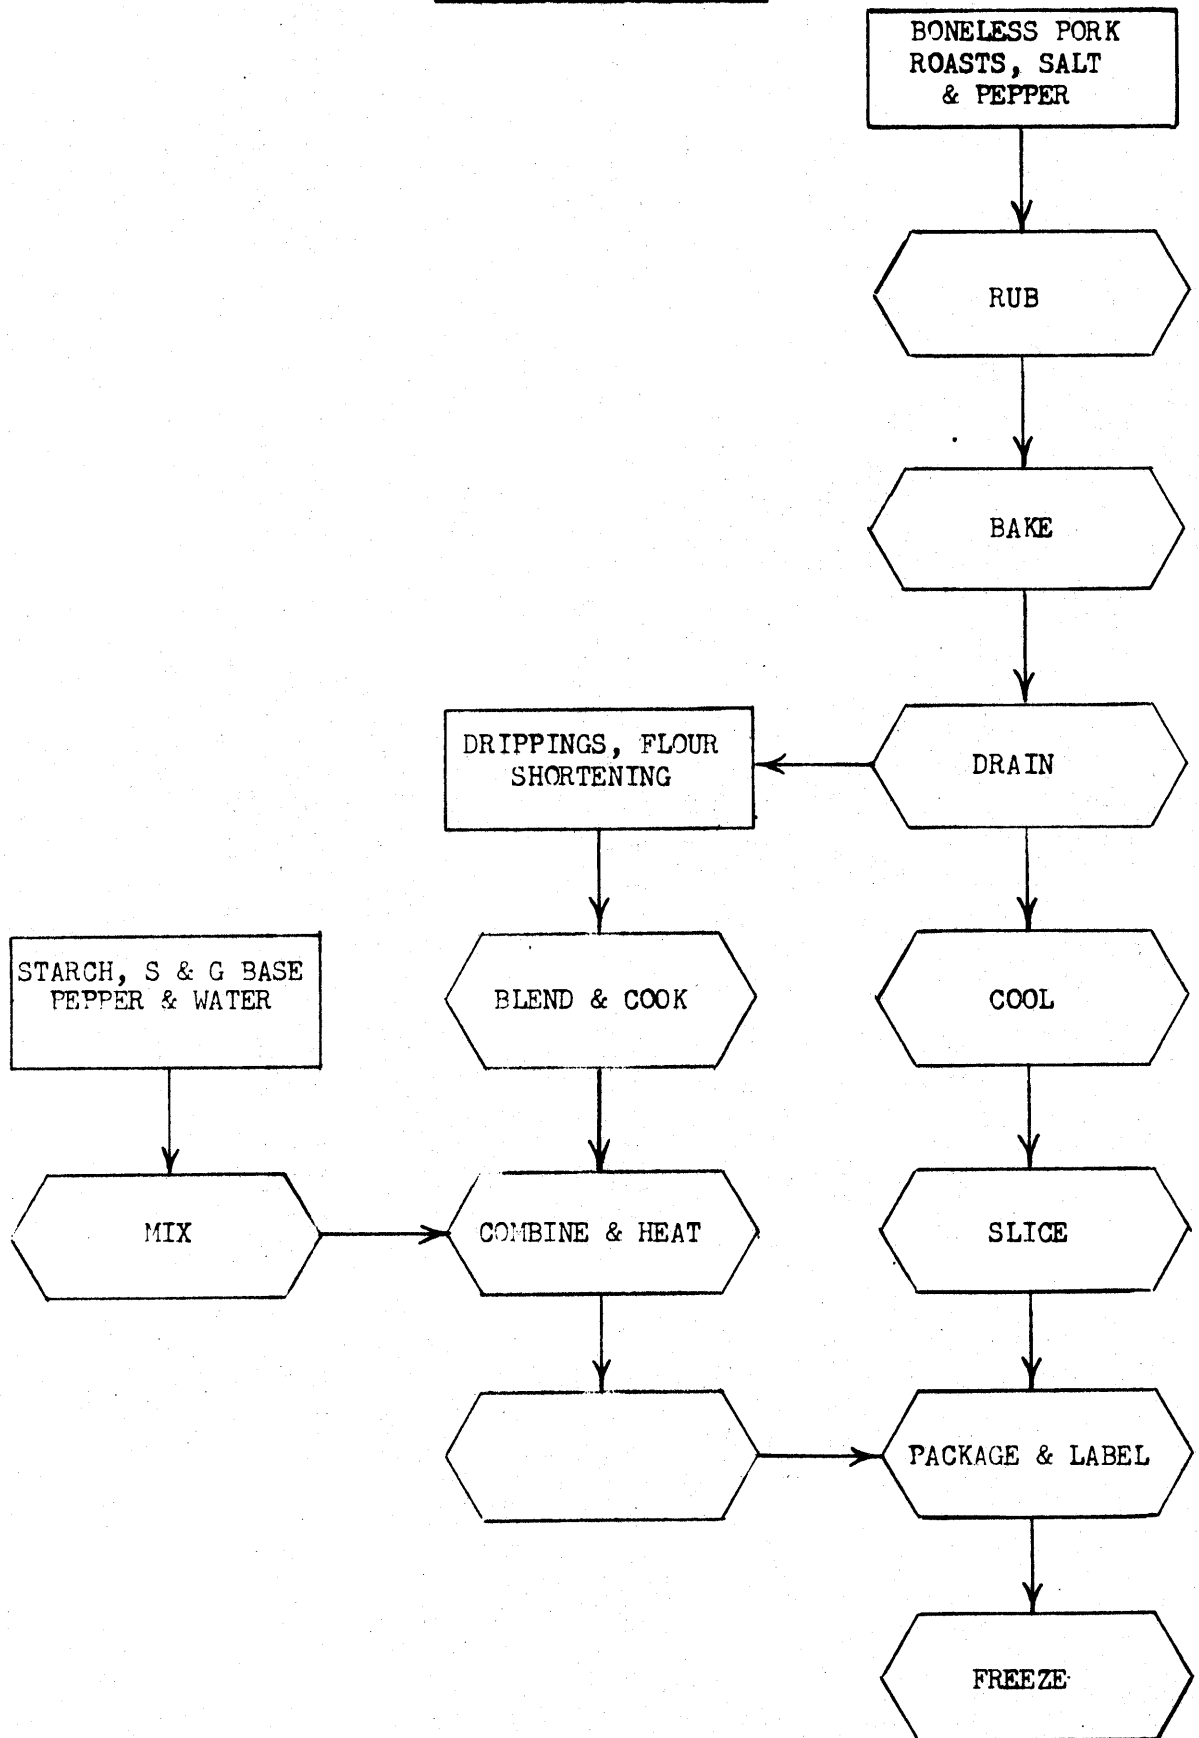 BONELESS PORK
ROASTS, SALT
& PEPPER
RUB
BAKE
DRIPPINGS, FLOUR
SHORTENING
DRAIN
STARCH, S & G BASE
PEPPER & WATER
BLEND & COOK
COOL
MIX
COMBINE & HEAT
SLICE
PACKAGE & LABEL
FREEZE